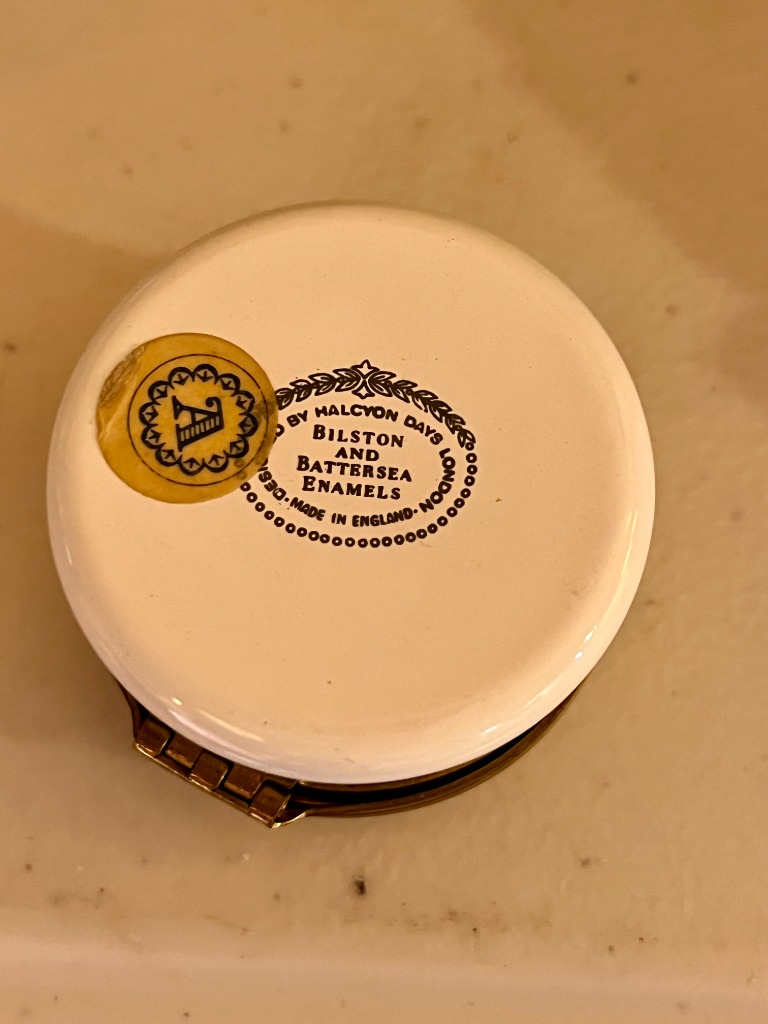 A
BY HALCYON DAYS LONDON
BILSTON
AND
BATTERSEA
ENAMELS
· MADE IN ENGLAND ·